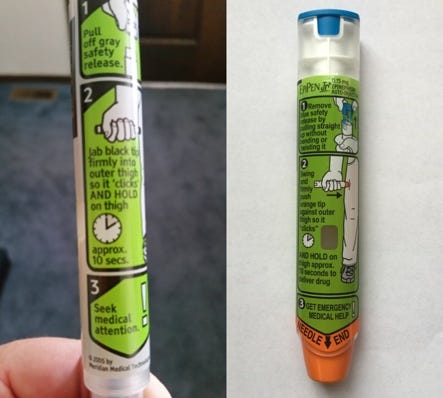 1
Pull
off gray
safety
release.
2
Jab black tip
firmly into
outer thigh
so it 'clicks'
AND HOLD
on thigh
approx.
10 secs.
3
Seek
medical
attention.
© 2005 by
Meridian Medical
EPIPEN Jr
0.15 mg
1 Remove
blue safety
release by
pulling straight
up without
bending or
twisting it
2
Swing
and
firmly
push
orange tip
against outer
thigh so it
"clicks"
AND HOLD on
thigh approx.
10 seconds to
deliver drug
3 GET EMERGENCY
MEDICAL HELP
NEEDLE END